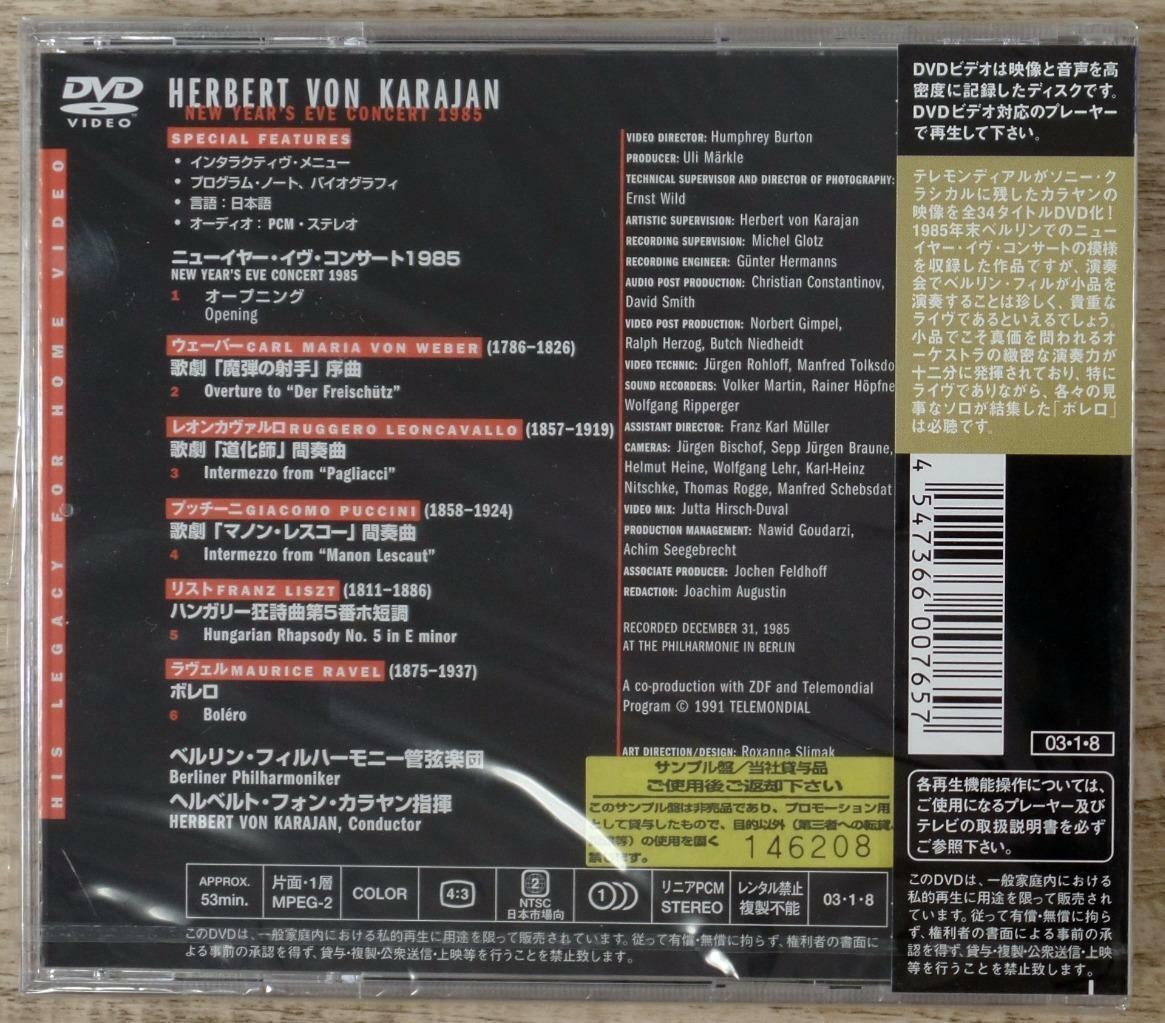 DVD
VIDEO
HERBERT VON KARAJAN
NEW YEAR'S EVE CONCERT 1985
HIS LEGACY FOR HOME VIDEO
SPECIAL FEATURES
• インタラクティヴ・メニュー
• プログラム・ノート、バイオグラフィ
• 言語：日本語
• オーディオ：PCM・ステレオ
ニューイヤー・イヴ・コンサート1985
NEW YEAR'S EVE CONCERT 1985
1 オープニング
Opening
ウェーバー CARL MARIA VON WEBER (1786–1826)
歌劇「魔弾の射手」序曲
2 Overture to “Der Freischütz”
レオンカヴァルロ RUGGERO LEONCAVALLO (1857–1919)
歌劇「道化師」間奏曲
3 Intermezzo from “Pagliacci”
プッチーニ GIACOMO PUCCINI (1858–1924)
歌劇「マノン・レスコー」間奏曲
4 Intermezzo from “Manon Lescaut”
リスト FRANZ LISZT (1811–1886)
ハンガリー狂詩曲第5番ホ短調
5 Hungarian Rhapsody No. 5 in E minor
ラヴェル MAURICE RAVEL (1875–1937)
ボレロ
6 Boléro
ベルリン・フィルハーモニー管弦楽団
Berliner Philharmoniker
ヘルベルト・フォン・カラヤン指揮
HERBERT VON KARAJAN, Conductor
VIDEO DIRECTOR: Humphrey Burton
PRODUCER: Uli Märkle
TECHNICAL SUPERVISOR AND DIRECTOR OF PHOTOGRAPHY:
Ernst Wild
ARTISTIC SUPERVISION: Herbert von Karajan
RECORDING SUPERVISION: Michel Glotz
RECORDING ENGINEER: Günter Hermanns
AUDIO POST PRODUCTION: Christian Constantinov,
David Smith
VIDEO POST PRODUCTION: Norbert Gimpel,
Ralph Herzog, Butch Niedheidt
VIDEO TECHNIC: Jürgen Rohloff, Manfred Tolksdo
SOUND RECORDERS: Volker Martin, Rainer Höpfne
Wolfgang Ripperger
ASSISTANT DIRECTOR: Franz Karl Müller
CAMERAS: Jürgen Bischof, Sepp Jürgen Braune,
Helmut Heine, Wolfgang Lehr, Karl-Heinz
Nitschke, Thomas Rogge, Manfred Schebsdat
VIDEO MIX: Jutta Hirsch-Duval
PRODUCTION MANAGEMENT: Nawid Goudarzi,
Achim Seegebrecht
ASSOCIATE PRODUCER: Jochen Feldhoff
REDACTION: Joachim Augustin
RECORDED DECEMBER 31, 1985
AT THE PHILHARMONIE IN BERLIN
A co-production with ZDF and Telemondial
Program © 1991 TELEMONDIAL
ART DIRECTION/DESIGN: Roxanne Slimak
サンプル盤/当社貸与品
ご使用後ご返却下さい
このサンプル盤は非売品であり、プロモーション用
として貸与したもので、目的以外（第三者への転貸
等）の使用を固く
禁じます。
146208
APPROX.
53min.
片面・1層
MPEG-2
COLOR
4:3
2
NTSC
日本市場向
1
リニアPCM
STEREO
レンタル禁止
複製不能
03・1・8
このDVDは、一般家庭内における私的再生に用途を限って販売されています。従って有償・無償に拘らず、権利者の書面に
よる事前の承認を得ず、貸与・複製・公衆送信・上映等を行うことを禁止致します。
DVDビデオは映像と音声を高
密度に記録したディスクです。
DVDビデオ対応のプレーヤー
で再生して下さい。
テレモンディアルがソニー・ク
ラシカルに残したカラヤンの
映像を全34タイトルDVD化！
1985年末ベルリンでのニュー
イヤー・イヴ・コンサートの模様
を収録した作品ですが、演奏
会でベルリン・フィルが小品を
演奏することは珍しく、貴重な
ライヴであるといえるでしょう。
小品でこそ真価を問われるオ
ーケストラの緻密な演奏力が
十二分に発揮されており、特に
ライヴでありながら、各々の見
事なソロが結集した「ボレロ」
は必聴です。
4 547366 007657
03・1・8
各再生機能操作については、
ご使用になるプレーヤー及び
テレビの取扱説明書を必ず
ご参照下さい。
このDVDは、一般家庭内における
私的再生に用途を限って販売され
ています。従って有償・無償に拘ら
ず、権利者の書面による事前の承
認を得ず、貸与・複製・公衆送信・上映
等を行うことを禁止致します。